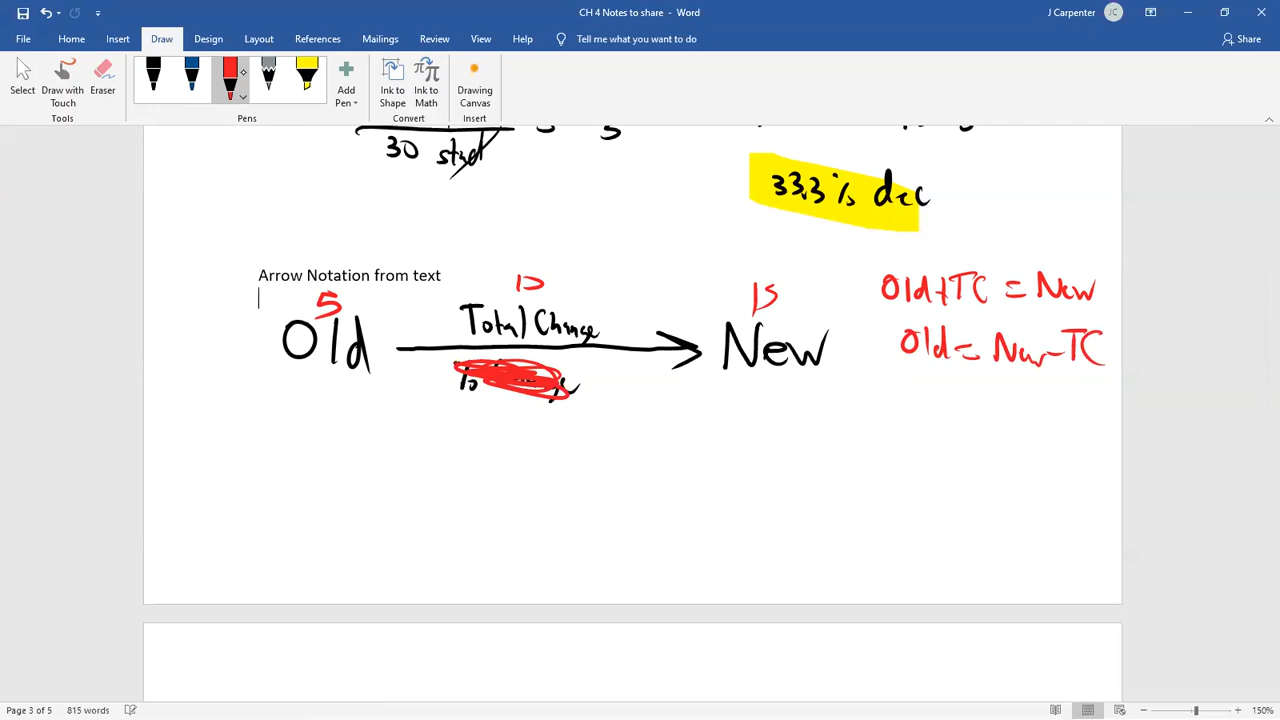 CH 4 Notes to share - Word
J Carpenter JC
File Home Insert Draw Design Layout References Mailings Review View Help Tell me what you want to do Share
Select Draw with Touch Eraser Add Pen Ink to Shape Ink to Math Drawing Canvas
Tools Pens Convert Insert
30 stud
33.3% dec
Arrow Notation from text
5 10 15
Old Total Change New
Old+TC = New
Old = New-TC
Page 3 of 5 815 words 150%